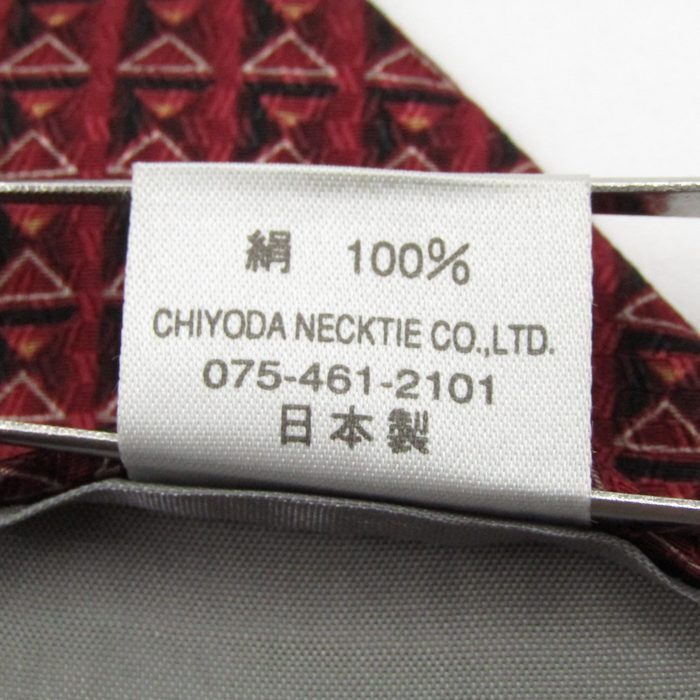 絹 100%
CHIYODA NECKTIE CO.,LTD.
075-461-2101
日本製